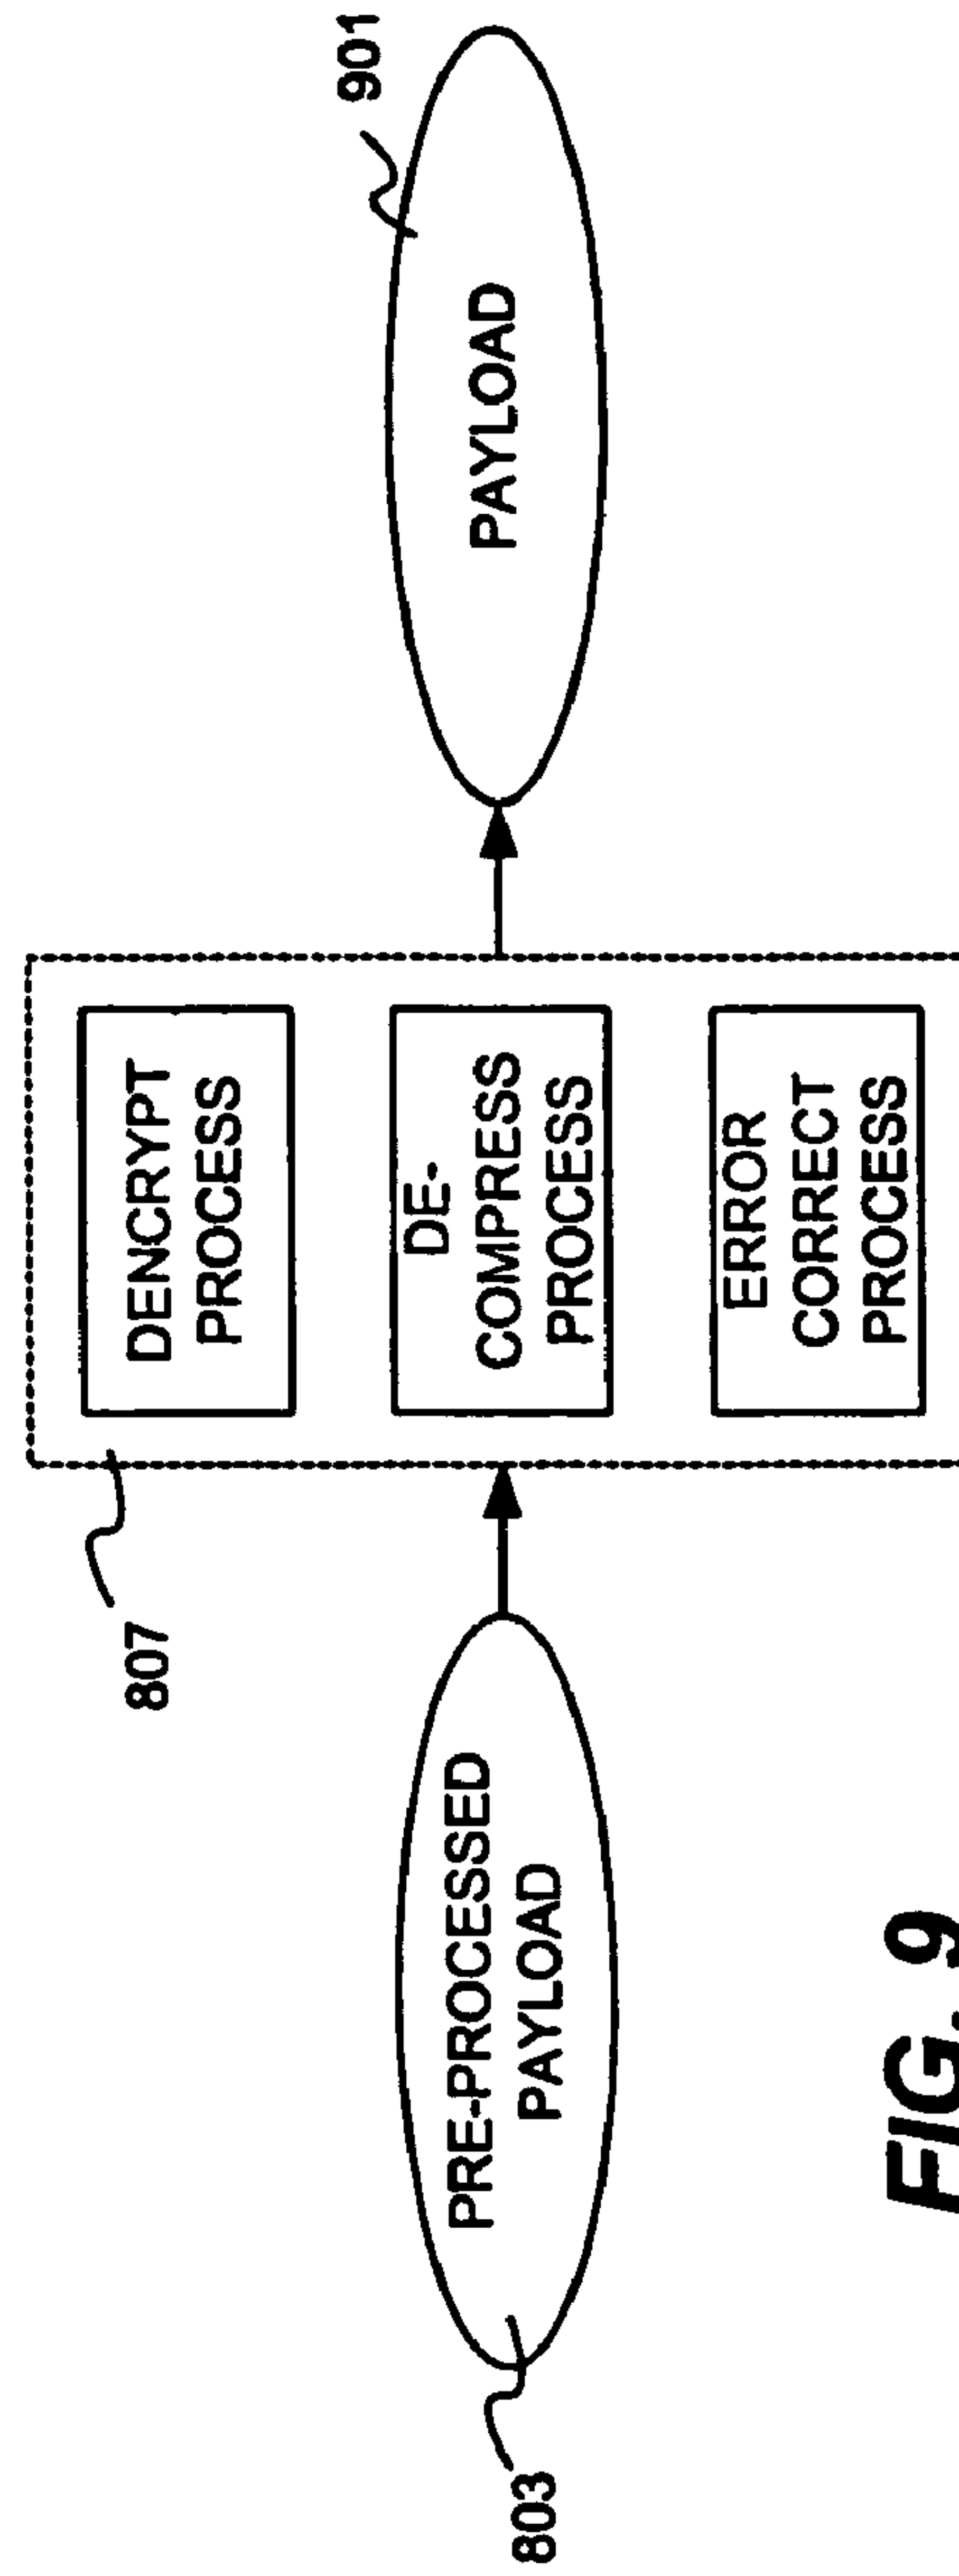 803
PRE-PROCESSED
PAYLOAD
807
DENCRYPT
PROCESS
DE-
COMPRESS
PROCESS
ERROR
CORRECT
PROCESS
901
PAYLOAD
FIG. 9